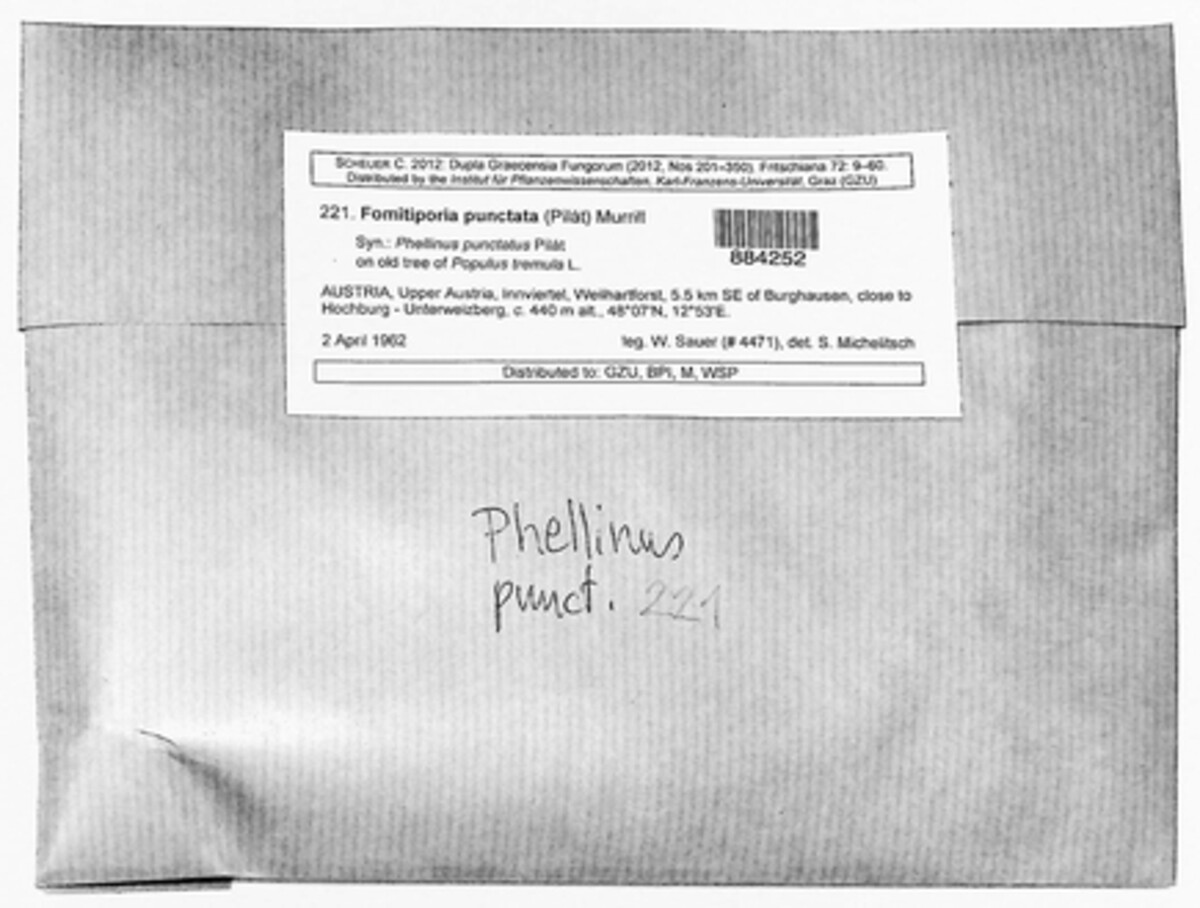 SCHEUER C. 2012: Dupla Graecensia Fungorum (2012, Nos 201–350). Fritschiana 72: 9–60.
Distributed by the Institut für Pflanzenwissenschaften, Karl-Franzens-Universität, Graz (GZU)
221. Fomitiporia punctata (Pilát) Murrill
Syn.: Phellinus punctatus Pilát
on old tree of Populus tremula L.
884252
AUSTRIA, Upper Austria, Innviertel, Weilhartforst, 5.5 km SE of Burghausen, close to
Hochburg - Unterweizberg, c. 440 m alt., 48°07'N, 12°53'E.
2 April 1962 leg. W. Sauer (# 4471), det. S. Michelitsch
Distributed to: GZU, BPI, M, WSP
Phellinus
punct. 221